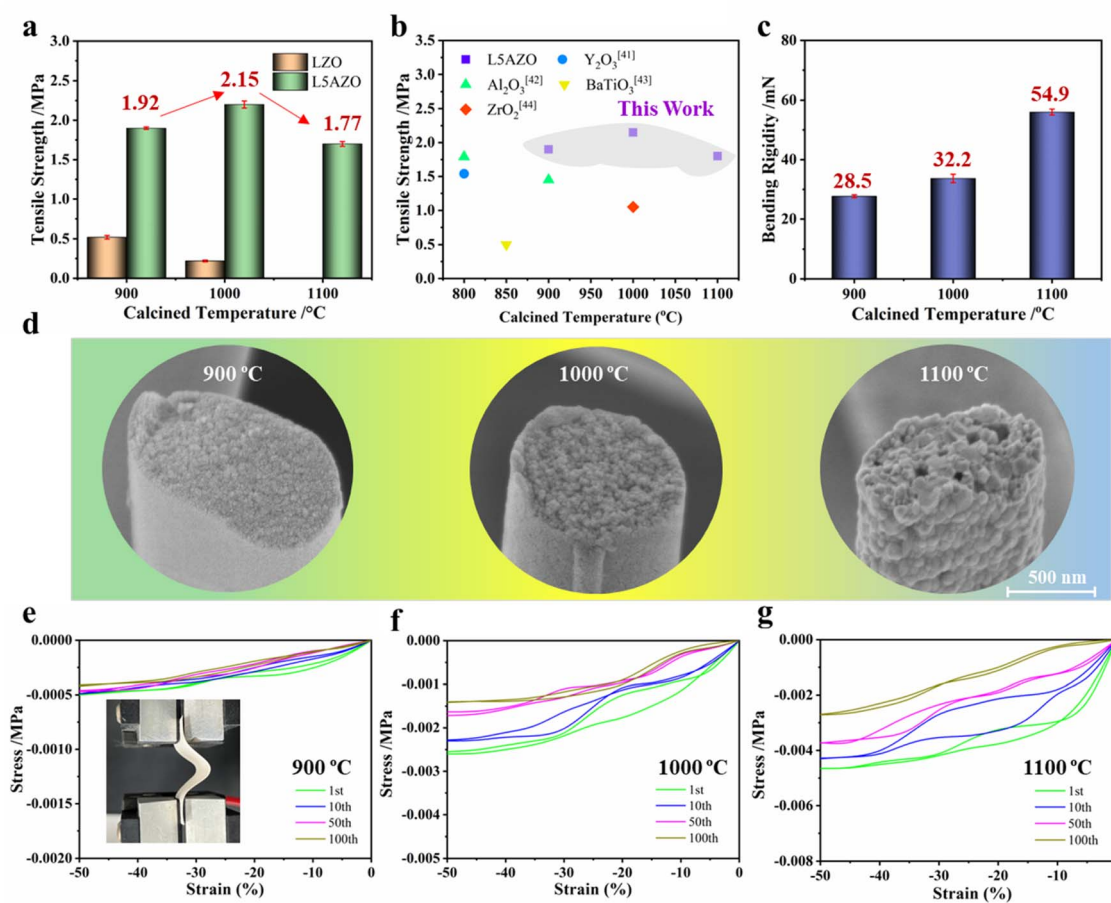 a
3.0
2.5
2.0
1.5
1.0
0.5
0.0
Tensile Strength /MPa
LZO
L5AZO
1.92
2.15
1.77
900
1000
1100
Calcined Temperature /°C
b
3.5
3.0
2.5
2.0
1.5
1.0
0.5
0.0
Tensile Strength /MPa
L5AZO
Y₂O₃[41]
Al₂O₃[42]
BaTiO₃[43]
ZrO₂[44]
This Work
800 850 900 950 1000 1050 1100
Calcined Temperature (°C)
c
80
60
40
20
0
Bending Rigidity /mN
28.5
32.2
54.9
900
1000
1100
Calcined Temperature /°C
d
900 °C
1000 °C
1100 °C
500 nm
e
0.0000
-0.0005
-0.0010
-0.0015
-0.0020
Stress /MPa
900 °C
1st
10th
50th
100th
-50 -40 -30 -20 -10 0
Strain (%)
f
0.000
-0.001
-0.002
-0.003
-0.004
-0.005
Stress /MPa
1000 °C
1st
10th
50th
100th
-50 -40 -30 -20 -10 0
Strain (%)
g
0.000
-0.002
-0.004
-0.006
-0.008
Stress /MPa
1100 °C
1st
10th
50th
100th
-50 -40 -30 -20 -10
Strain (%)